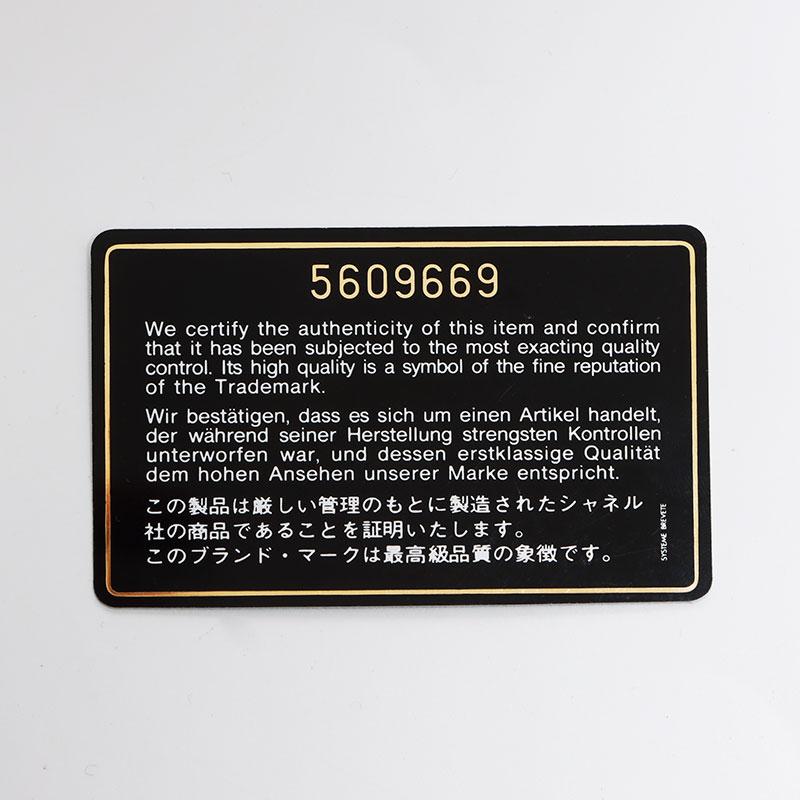 5609669
We certify the authenticity of this item and confirm
that it has been subjected to the most exacting quality
control. Its high quality is a symbol of the fine reputation
of the Trademark.
Wir bestätigen, dass es sich um einen Artikel handelt,
der während seiner Herstellung strengsten Kontrollen
unterworfen war, und dessen erstklassige Qualität
dem hohen Ansehen unserer Marke entspricht.
この製品は厳しい管理のもとに製造されたシャネル
社の商品であることを証明いたします。
このブランド・マークは最高級品質の象徴です。
SYSTEME BREVETE